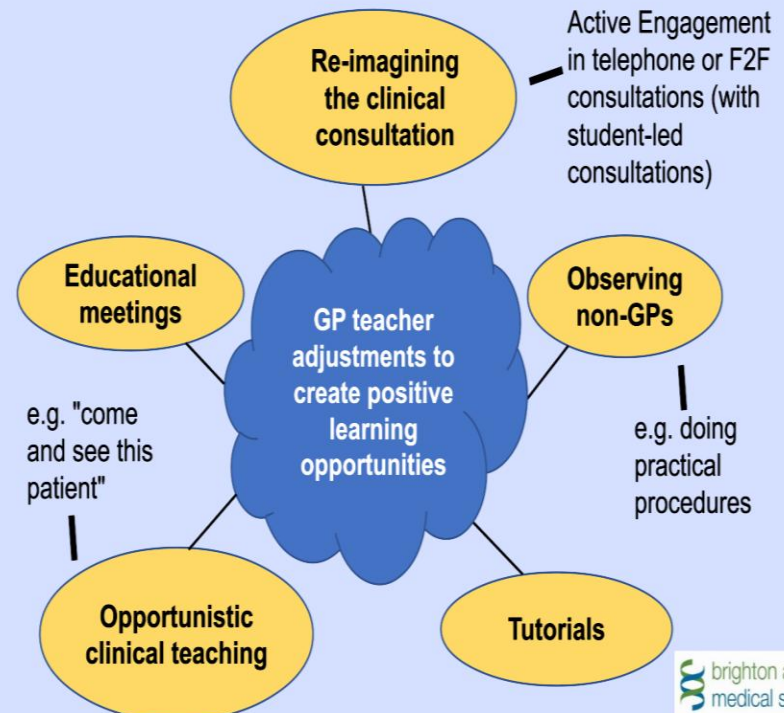 Re-imagining
the clinical
consultation
Active Engagement
in telephone or F2F
consultations (with
student-led
consultations)
Educational
meetings
GP teacher
adjustments to
create positive
learning
opportunities
Observing
non-GPs
e.g. "come
and see this
patient"
e.g. doing
practical
procedures
Opportunistic
clinical teaching
Tutorials
brighton a
medical s